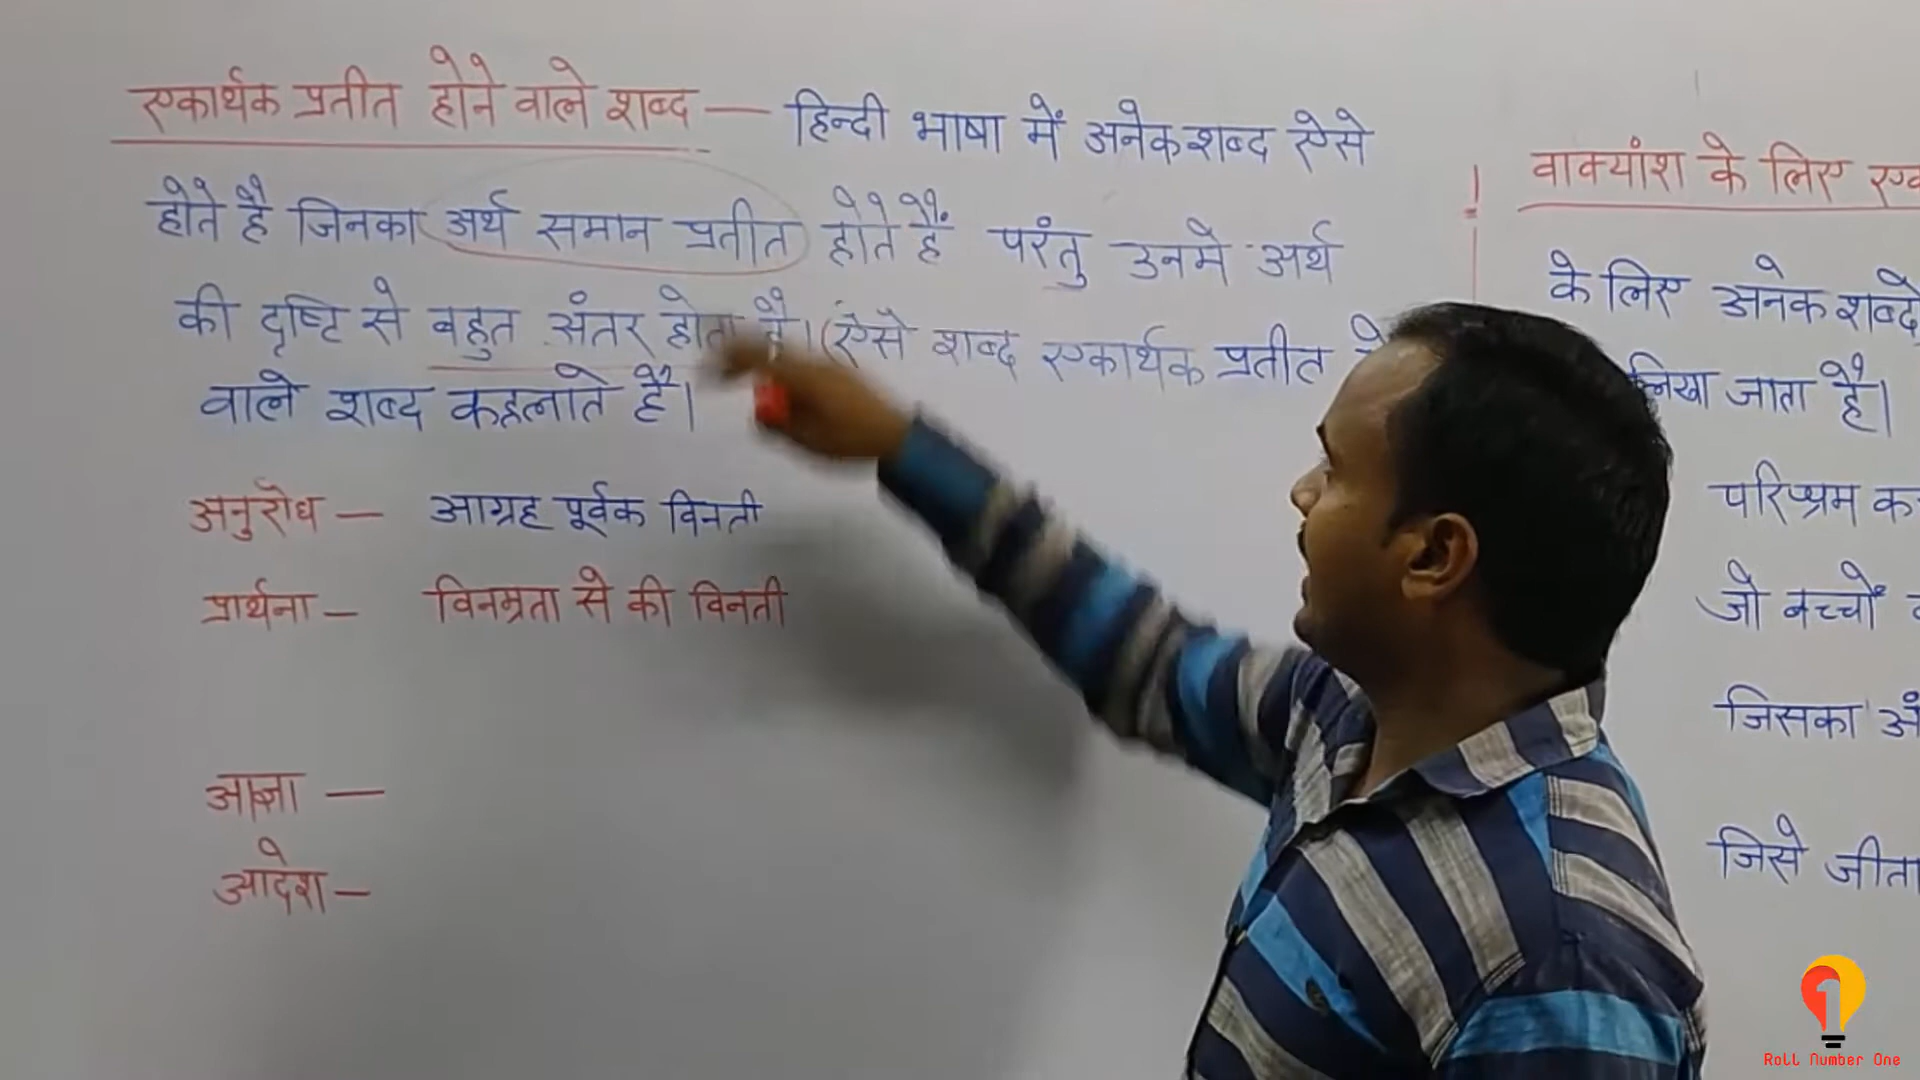 एकार्थक प्रतीत होने वाले शब्द — हिन्दी भाषा में अनेक शब्द ऐसे
होते है जिनका अर्थ समान प्रतीत होते हैं परंतु उनमे अर्थ
की दृष्टि से बहुत अंतर होता है। (ऐसे शब्द एकार्थक प्रतीत
वाले शब्द कहलाते है।
अनुरोध — आग्रह पूर्वक विनती
प्रार्थना — विनम्रता से की विनती
आज्ञा —
आदेश —
वाक्यांश के लिए
के लिए अनेक शब्दो
लिखा जाता है।
परिश्रम
जो बच्चों
जिसका
जिसे जीता
Roll Number One